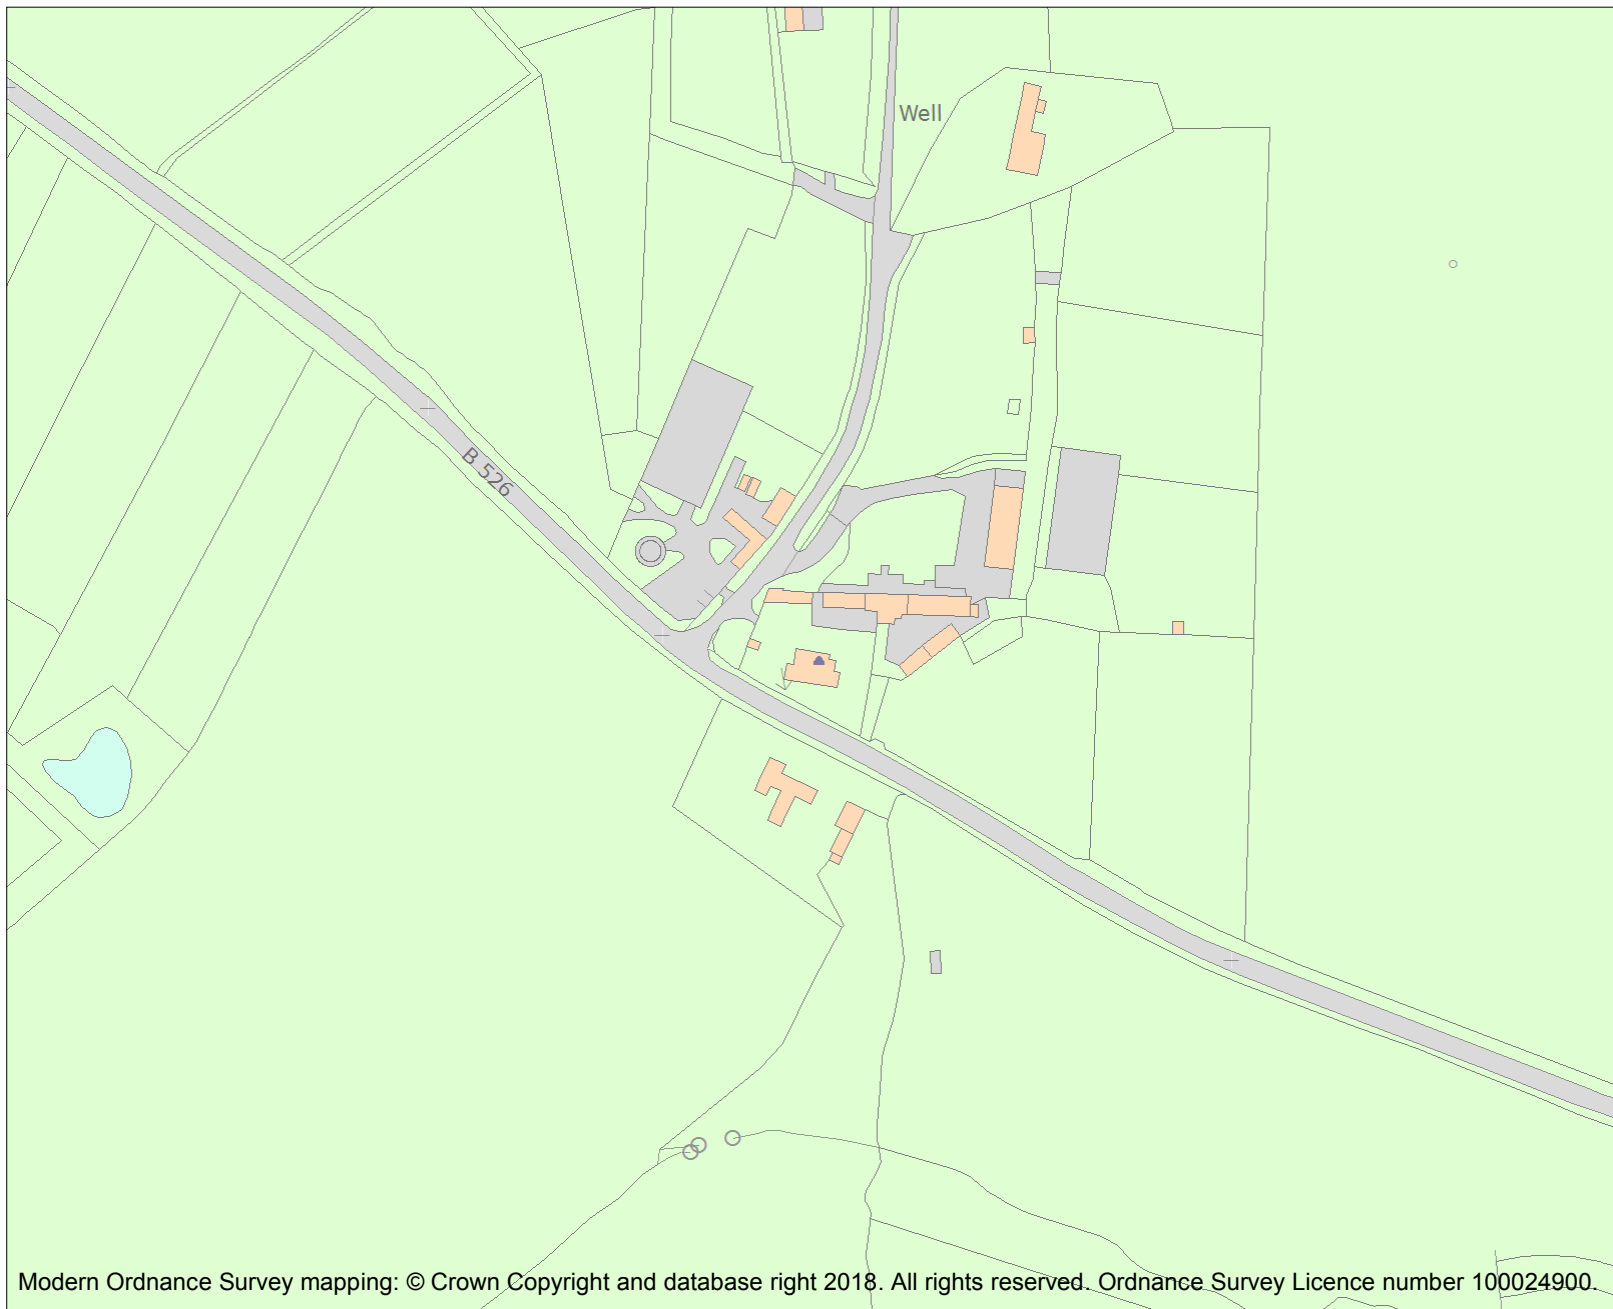 Well
B 526
Modern Ordnance Survey mapping: © Crown Copyright and database right 2018. All rights reserved. Ordnance Survey Licence number 100024900.